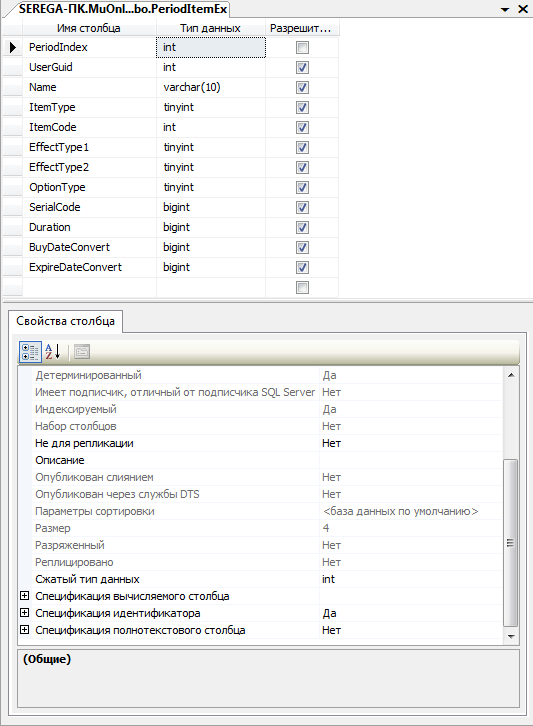 SEREGA-ПК.MuOnl...bo.PeriodItemEx
Имя столбца Тип данных Разрешит...
PeriodIndex int
UserGuid int
Name varchar(10)
ItemType tinyint
ItemCode int
EffectType1 tinyint
EffectType2 tinyint
OptionType tinyint
SerialCode bigint
Duration bigint
BuyDateConvert bigint
ExpireDateConvert bigint
Свойства столбца
Детерминированный Да
Имеет подписчик, отличный от подписчика SQL Server Нет
Индексируемый Да
Набор столбцов Нет
Не для репликации Нет
Описание
Опубликован слиянием Нет
Опубликован через службы DTS Нет
Параметры сортировки <база данных по умолчанию>
Размер 4
Разряженный Нет
Реплицировано Нет
Сжатый тип данных int
Спецификация вычисляемого столбца
Спецификация идентификатора Да
Спецификация полнотекстового столбца Нет
(Общие)